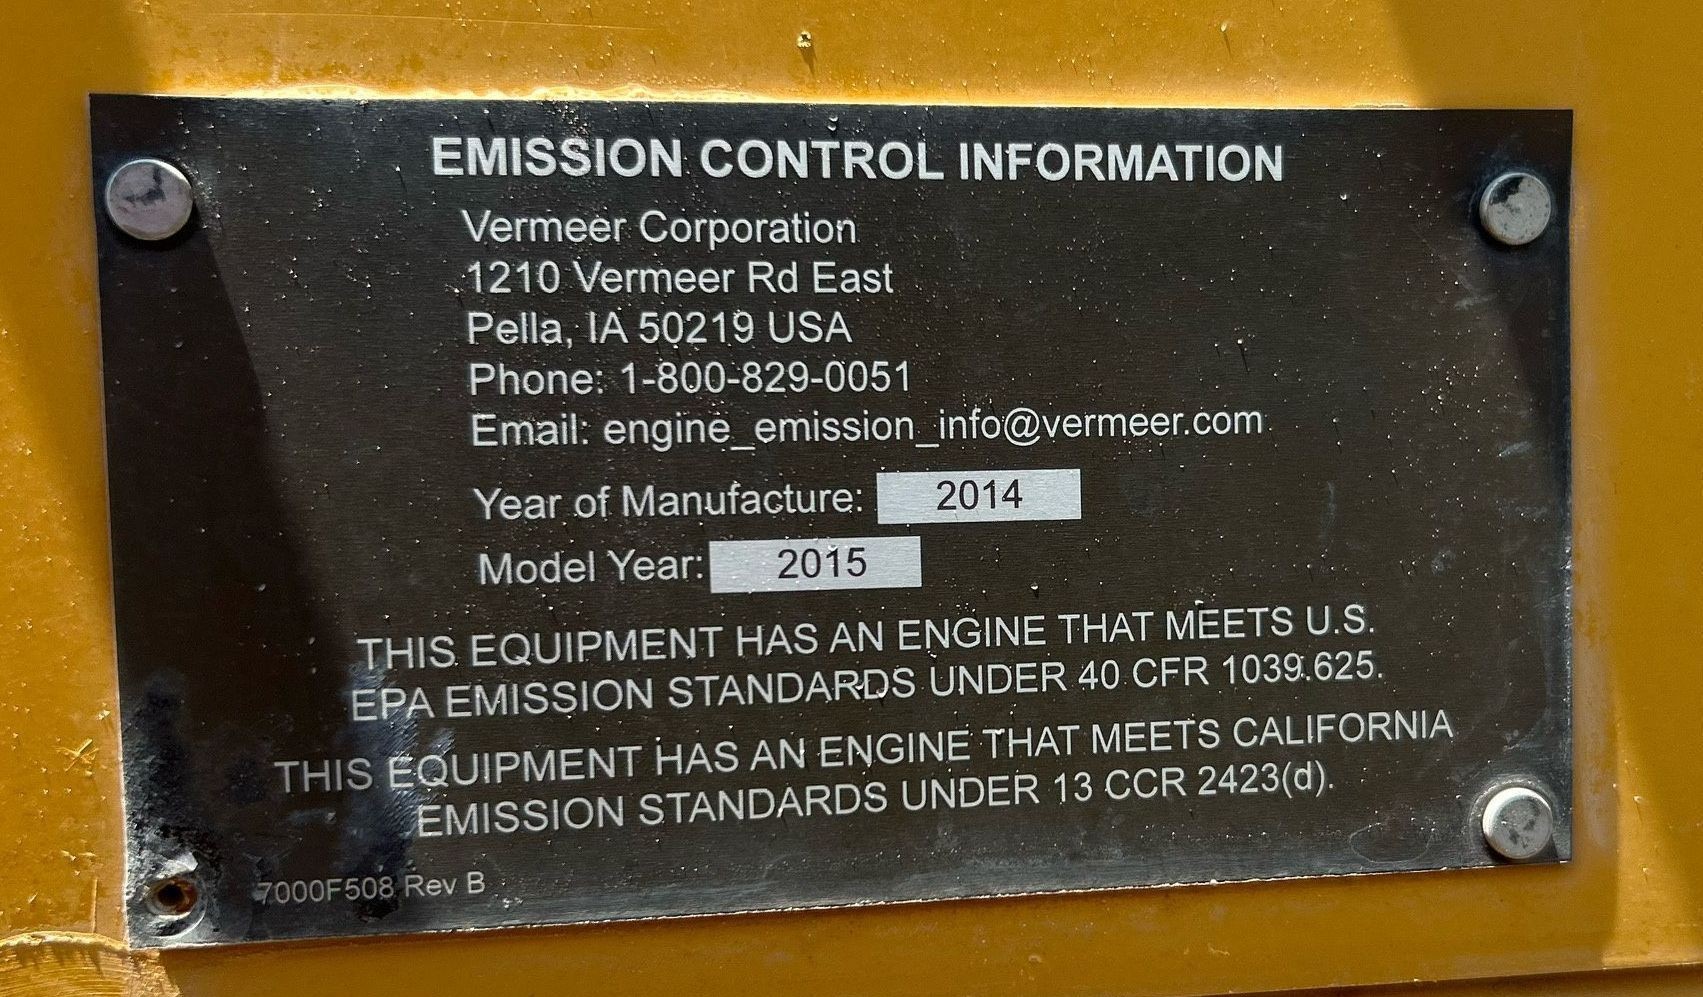 EMISSION CONTROL INFORMATION
Vermeer Corporation
1210 Vermeer Rd East
Pella, IA 50219 USA
Phone: 1-800-829-0051
Email: engine_emission_info@vermeer.com
Year of Manufacture: 2014
Model Year: 2015
THIS EQUIPMENT HAS AN ENGINE THAT MEETS U.S.
EPA EMISSION STANDARDS UNDER 40 CFR 1039.625.
THIS EQUIPMENT HAS AN ENGINE THAT MEETS CALIFORNIA
EMISSION STANDARDS UNDER 13 CCR 2423(d).
7000F508 Rev B